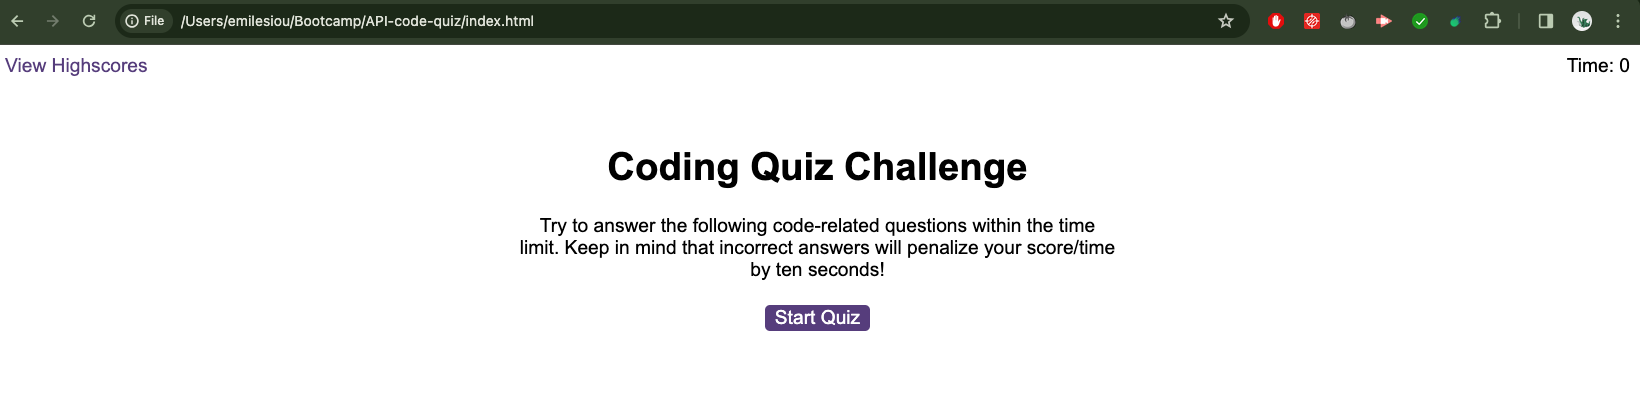 File /Users/emilesiou/Bootcamp/API-code-quiz/index.html
View Highscores
Time: 0
Coding Quiz Challenge
Try to answer the following code-related questions within the time
limit. Keep in mind that incorrect answers will penalize your score/time
by ten seconds!
Start Quiz